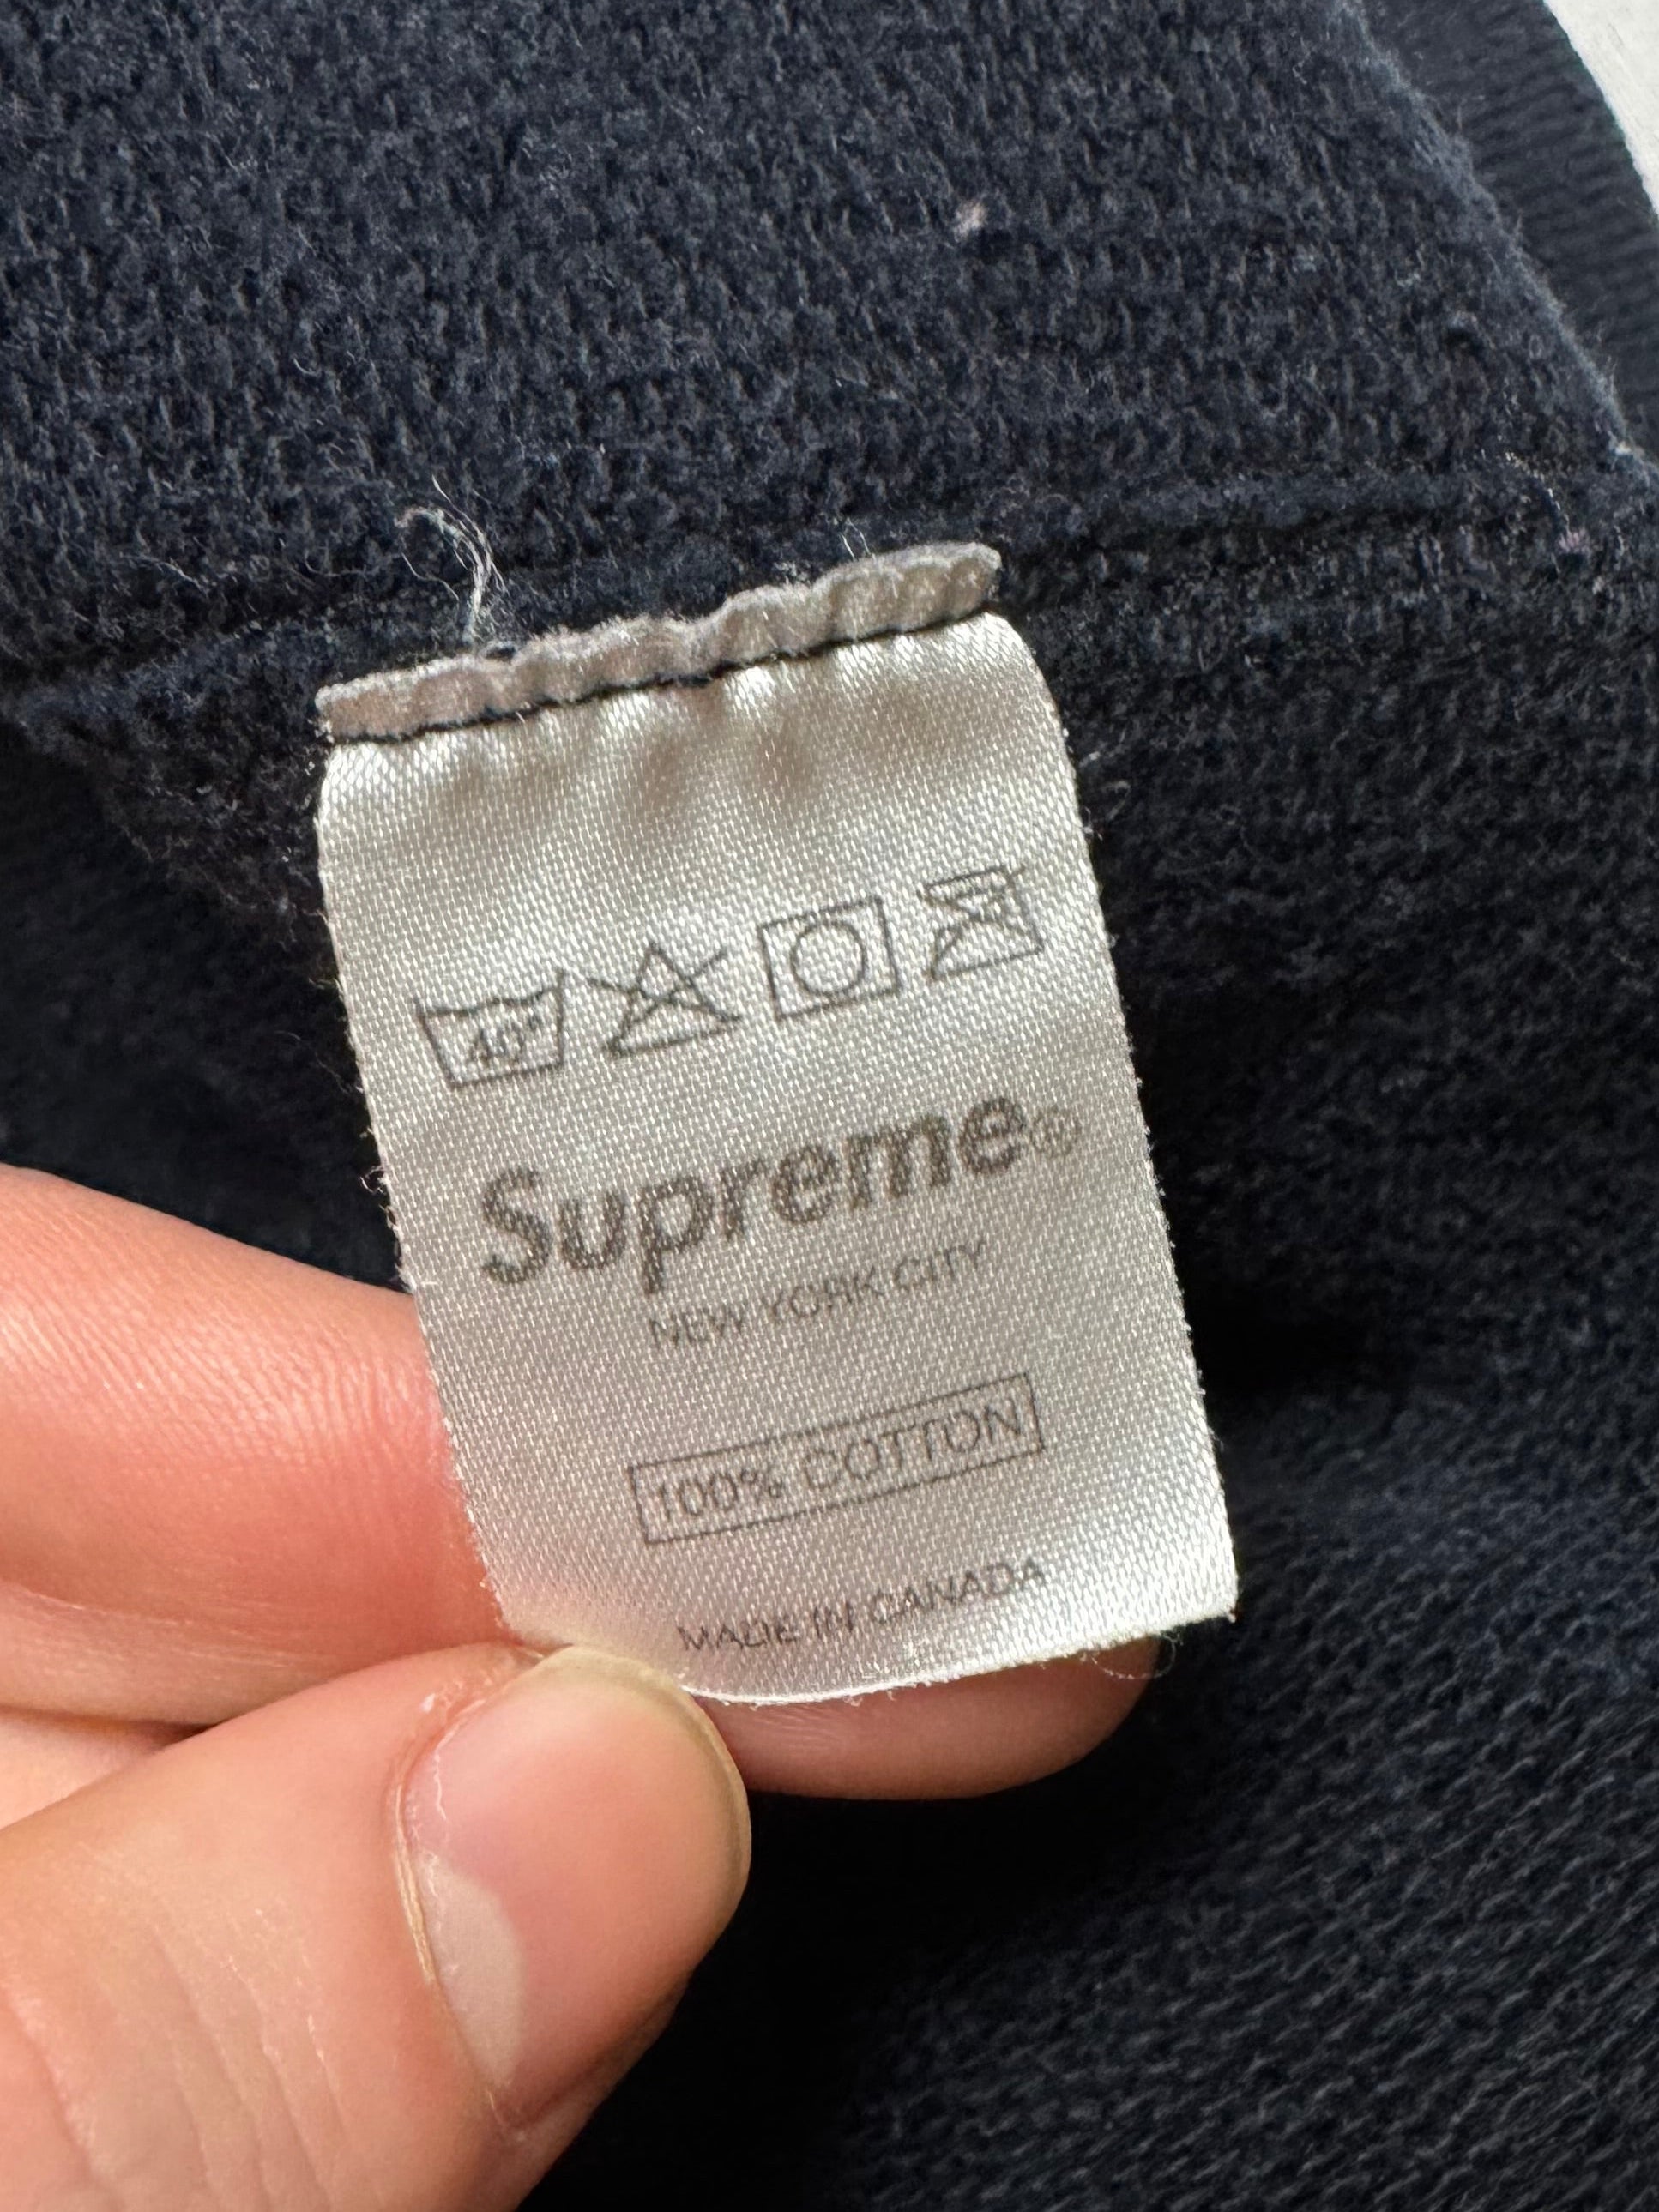 40°
Supreme®
NEW YORK CITY
100% COTTON
MADE IN CANADA